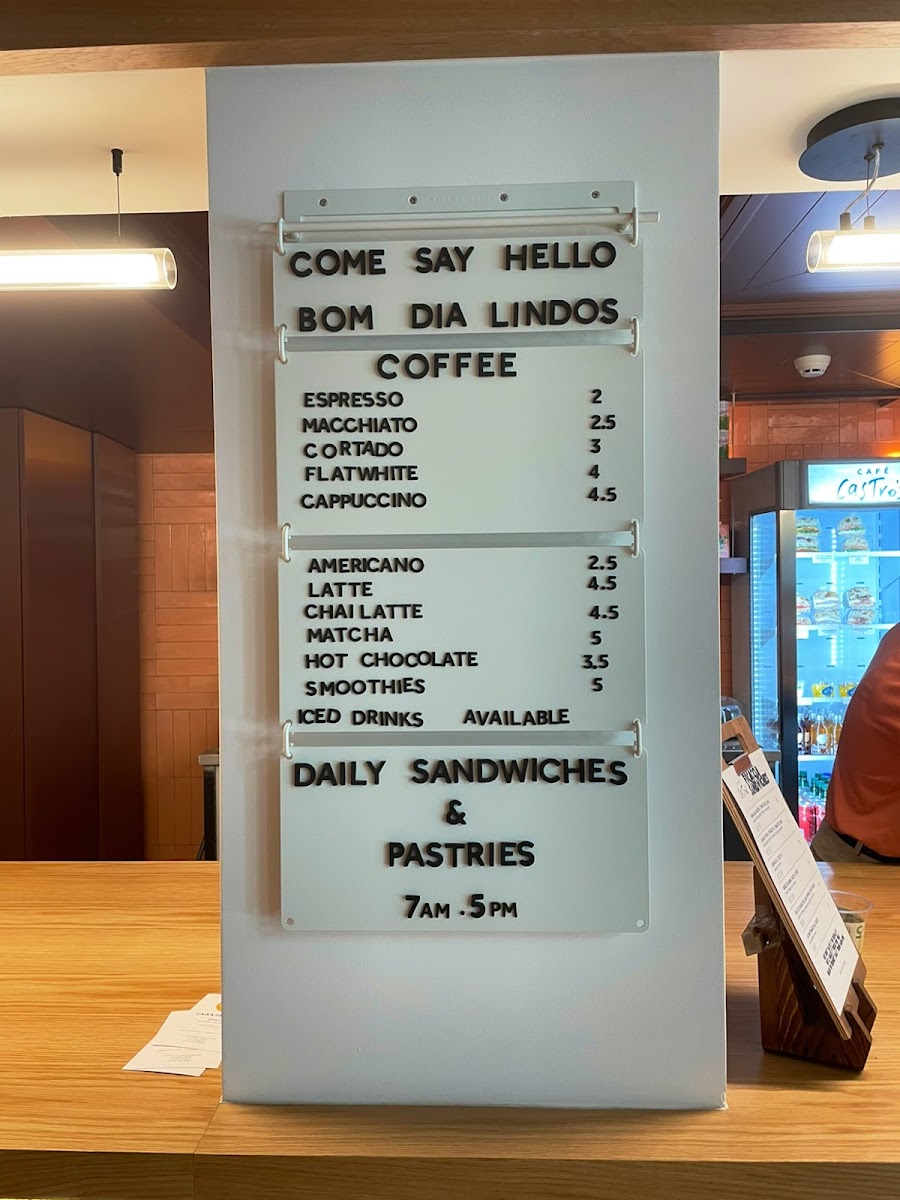 COME SAY HELLO
BOM DIA LINDOS
COFFEE
ESPRESSO 2
MACCHIATO 2.5
CORTADO 3
FLATWHITE 4
CAPPUCCINO 4.5
AMERICANO 2.5
LATTE 4.5
CHAI LATTE 4.5
MATCHA 5
HOT CHOCOLATE 3.5
SMOOTHIES 5
ICED DRINKS AVAILABLE
DAILY SANDWICHES
&
PASTRIES
7AM . 5PM
CAFÉ